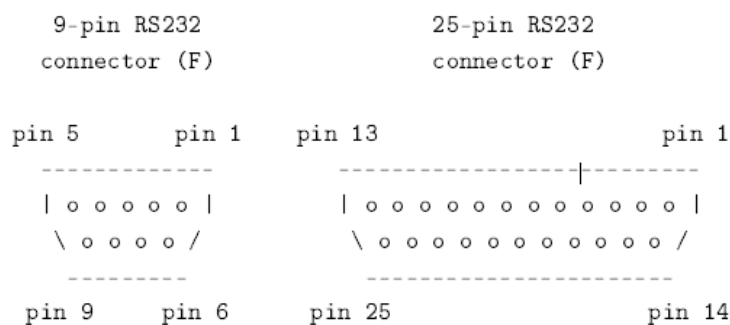 9-pin RS232 25-pin RS232
connector (F) connector (F)
pin 5 pin 1 pin 13 pin 1
------------- ------------------|---------
| o o o o o | | o o o o o o o o o o o o o |
\ o o o o / \ o o o o o o o o o o o o /
--------- -----------------------
pin 9 pin 6 pin 25 pin 14